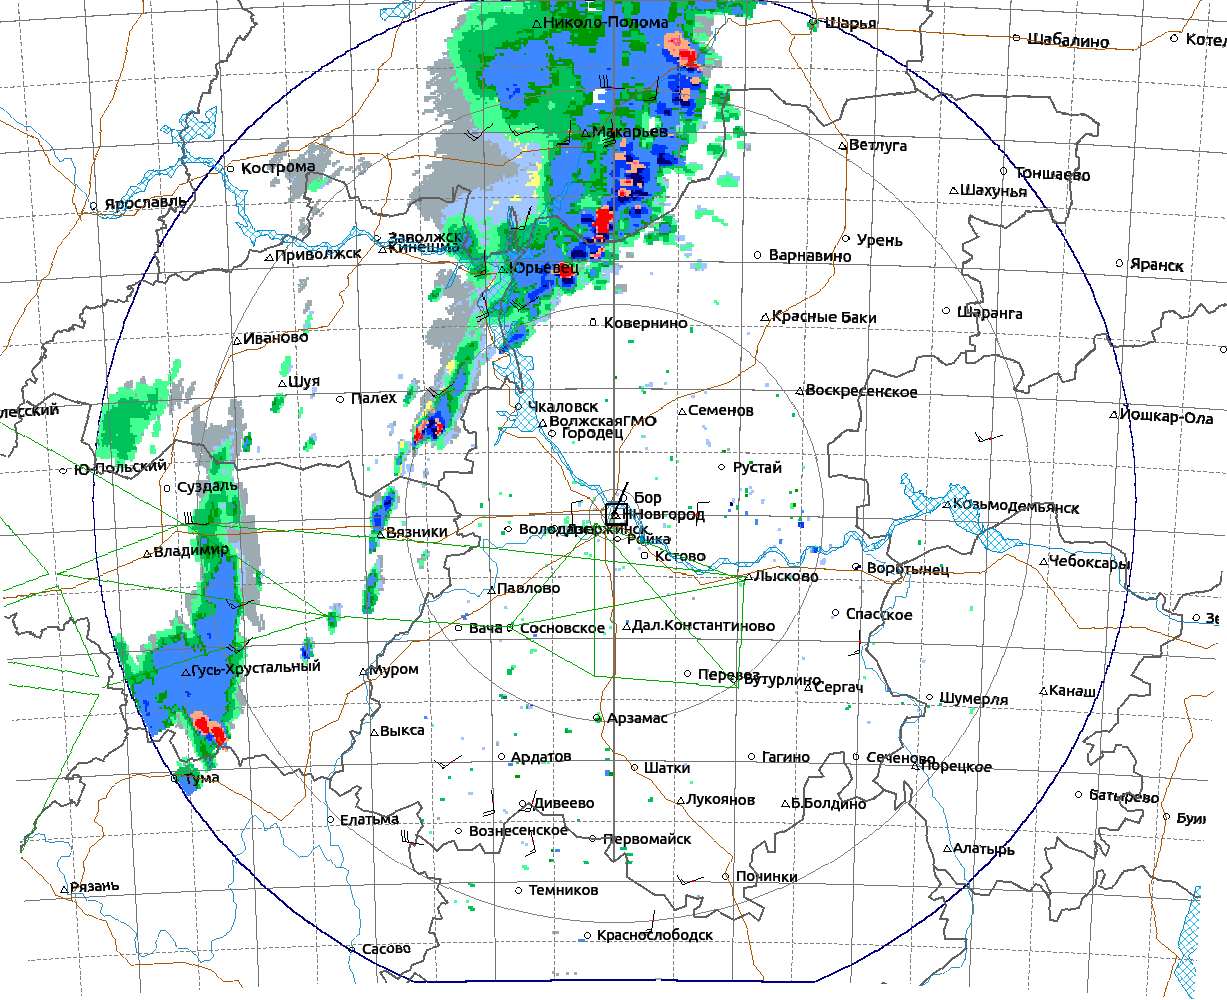 Николо-Полома
Шарья
Шабалино
Котел
Макарьев
Ветлуга
Кострома
Тоншаево
Шахунья
Ярославль
Заволжск
Кинешма
Урень
Приволжск
Варнавино
Юрьевец
Яранск
Красные Баки
Шаранга
Ковернино
Иваново
Шуя
Палех
Воскресенское
лесский
Чкаловск
Семенов
Йошкар-Ола
ВолжскаяГМО
Городец
Ю-Польский
Рустай
Суздаль
Бор
ННовгород
Козьмодемьянск
Вязники
Володарск
Дзержинск
Ройка
Владимир
Кстово
Воротынец
Чебоксары
Лысково
Павлово
Спасское
Вача
Сосновское
Дал.Константиново
Гусь-Хрустальный
Муром
Перевоз
Бутурлино
Сергач
Канаш
Шумерля
Арзамас
Выкса
Ардатов
Гагино
Сеченово
Порецкое
Шатки
Тума
Дивеево
Лукоянов
Б.Болдино
Батырево
Елатьма
Буин
Вознесенское
Первомайск
Алатырь
Починки
Рязань
Темников
Краснослободск
Сасово